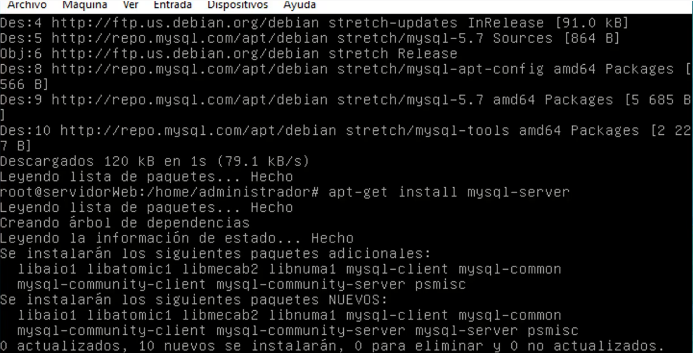 Archivo Máquina Ver Entrada Dispositivos Ayuda
Des:4 http://ftp.us.debian.org/debian stretch-updates InRelease [91.0 kB]
Des:5 http://repo.mysql.com/apt/debian stretch/mysql-5.7 Sources [864 B]
Obj:6 http://ftp.us.debian.org/debian stretch Release
Des:8 http://repo.mysql.com/apt/debian stretch/mysql-apt-config amd64 Packages [
566 B]
Des:9 http://repo.mysql.com/apt/debian stretch/mysql-5.7 amd64 Packages [5 685 B
]
Des:10 http://repo.mysql.com/apt/debian stretch/mysql-tools amd64 Packages [2 22
7 B]
Descargados 120 kB en 1s (79.1 kB/s)
Leyendo lista de paquetes... Hecho
root@servidorWeb:/home/administrador# apt-get install mysql-server
Leyendo lista de paquetes... Hecho
Creando árbol de dependencias
Leyendo la información de estado... Hecho
Se instalarán los siguientes paquetes adicionales:
libaio1 libatomic1 libmecab2 libnuma1 mysql-client mysql-common
mysql-community-client mysql-community-server psmisc
Se instalarán los siguientes paquetes NUEVOS:
libaio1 libatomic1 libmecab2 libnuma1 mysql-client mysql-common
mysql-community-client mysql-community-server mysql-server psmisc
0 actualizados, 10 nuevos se instalarán, 0 para eliminar y 0 no actualizados.